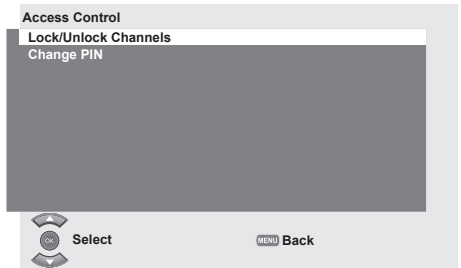 Access Control
Lock/Unlock Channels
Change PIN
OK Select MENU Back